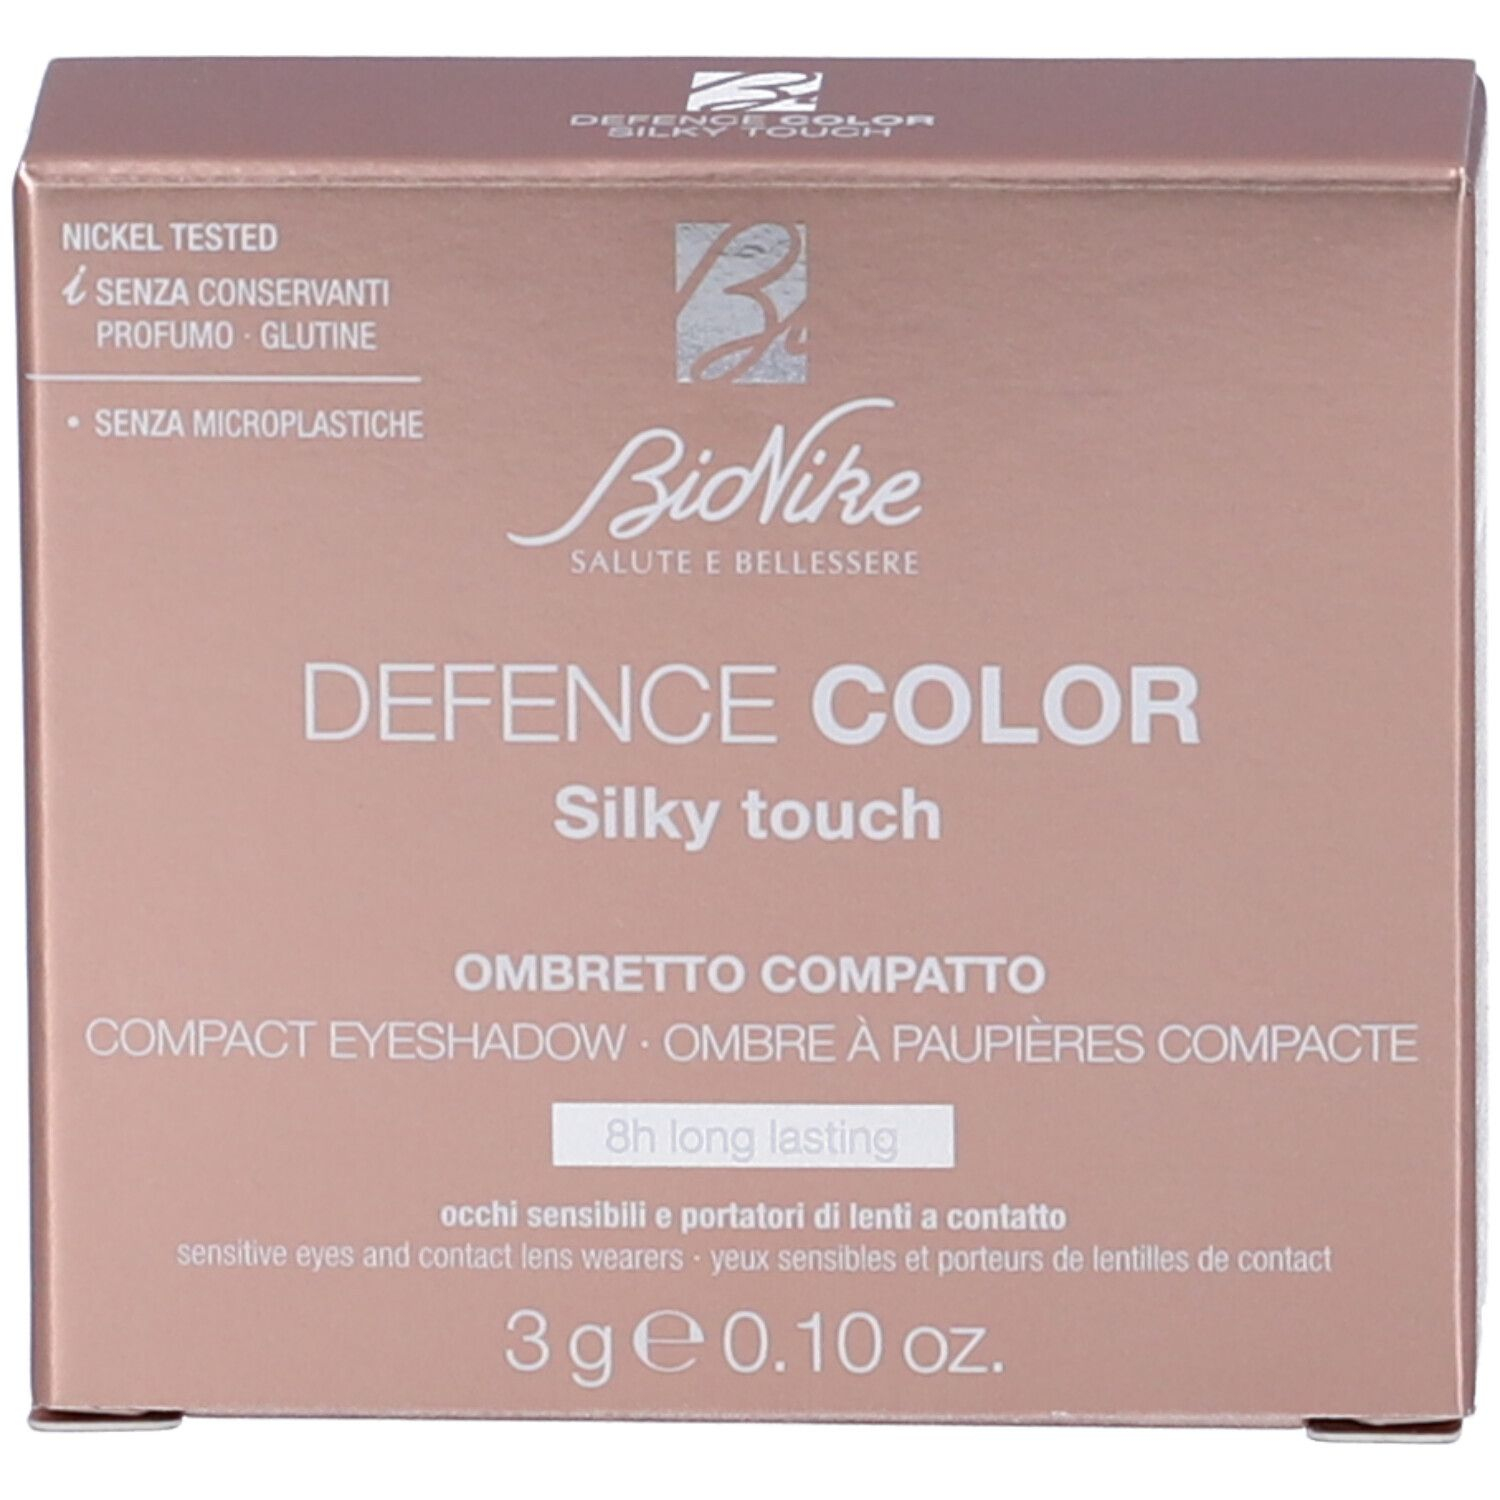 DEFENCE COLOR
SILKY TOUCH
NICKEL TESTED
i SENZA CONSERVANTI
PROFUMO · GLUTINE
• SENZA MICROPLASTICHE
BioNike
SALUTE E BELLESSERE
DEFENCE COLOR
Silky touch
OMBRETTO COMPATTO
COMPACT EYESHADOW · OMBRE À PAUPIÈRES COMPACTE
8h long lasting
occhi sensibili e portatori di lenti a contatto
sensitive eyes and contact lens wearers · yeux sensibles et porteurs de lentilles de contact
3 g ℮ 0.10 oz.